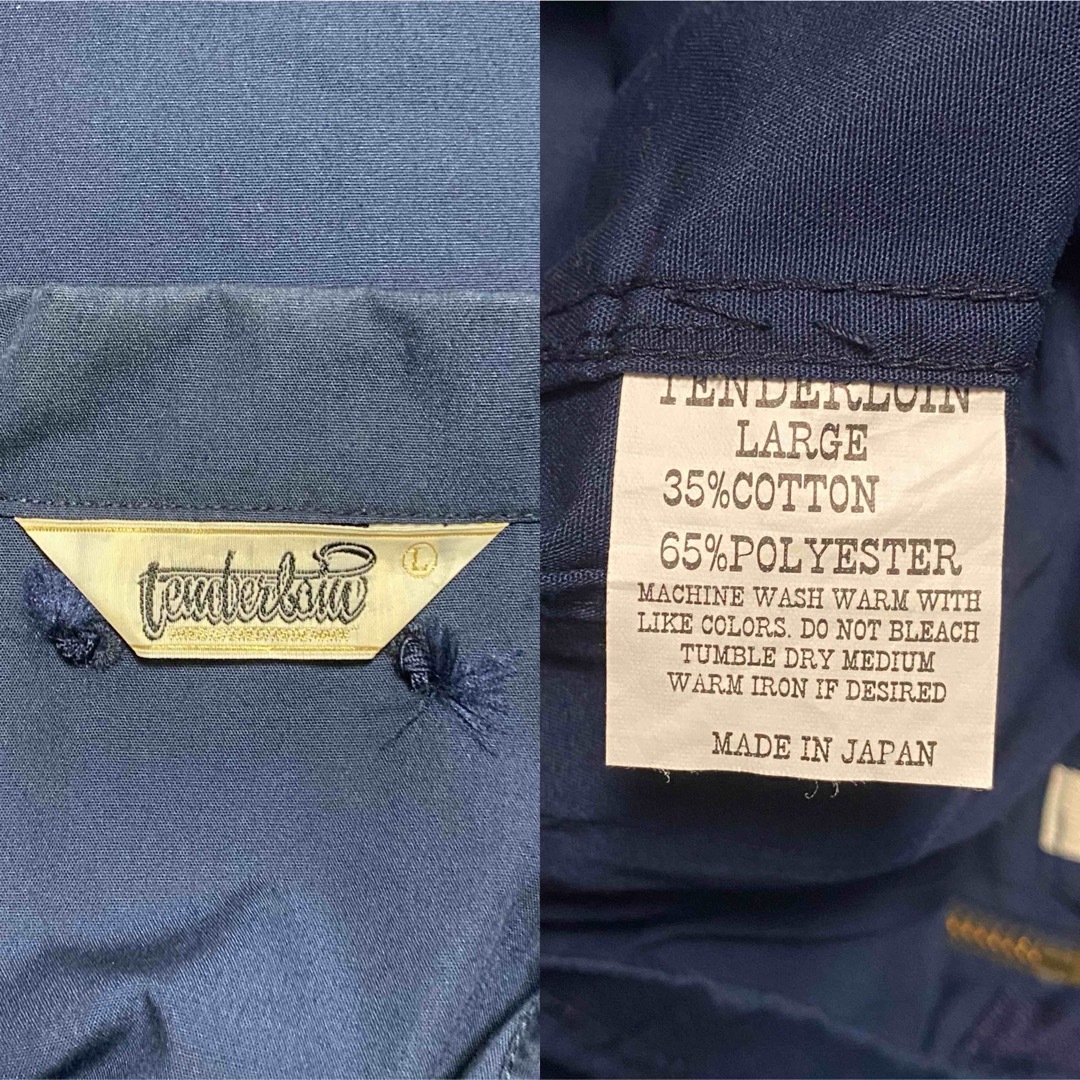 tenderloin
L
TENDERLOIN
LARGE
35%COTTON
65%POLYESTER
MACHINE WASH WARM WITH
LIKE COLORS. DO NOT BLEACH
TUMBLE DRY MEDIUM
WARM IRON IF DESIRED
MADE IN JAPAN